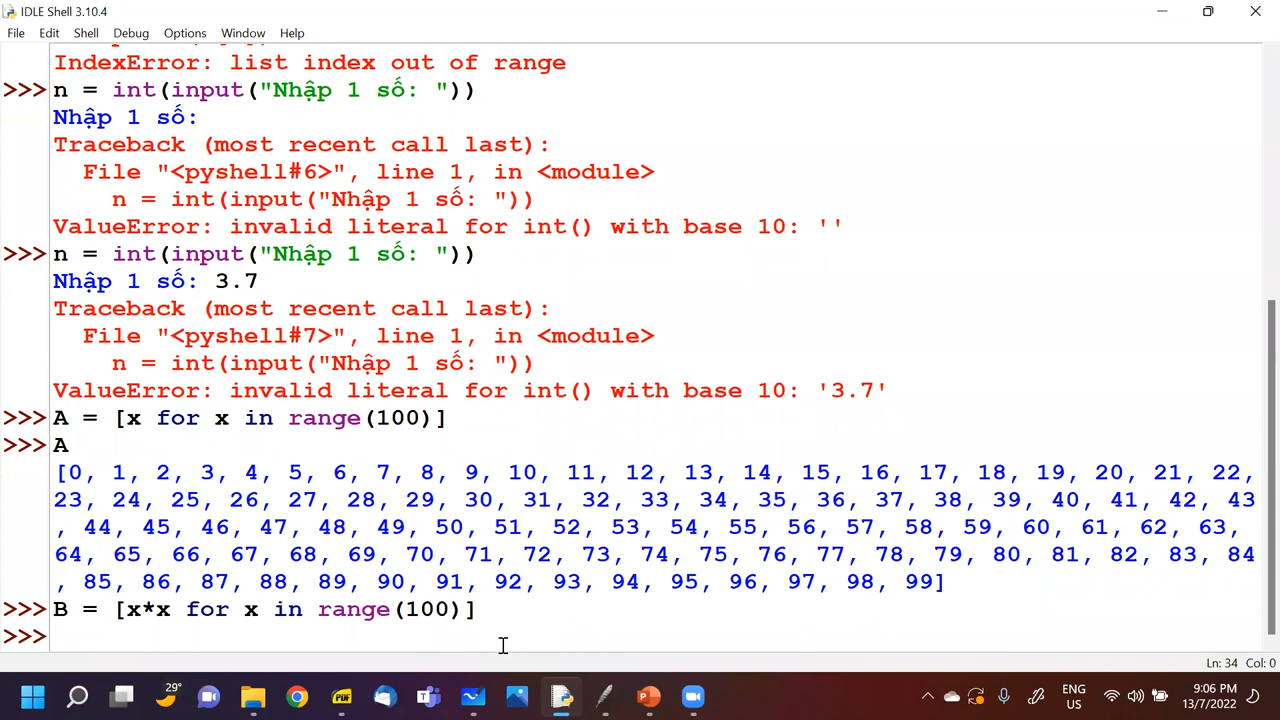 IDLE Shell 3.10.4
File Edit Shell Debug Options Window Help
IndexError: list index out of range
>>> n = int(input("Nhập 1 số: "))
Nhập 1 số:
Traceback (most recent call last):
  File "<pyshell#6>", line 1, in <module>
    n = int(input("Nhập 1 số: "))
ValueError: invalid literal for int() with base 10: ''
>>> n = int(input("Nhập 1 số: "))
Nhập 1 số: 3.7
Traceback (most recent call last):
  File "<pyshell#7>", line 1, in <module>
    n = int(input("Nhập 1 số: "))
ValueError: invalid literal for int() with base 10: '3.7'
>>> A = [x for x in range(100)]
>>> A
[0, 1, 2, 3, 4, 5, 6, 7, 8, 9, 10, 11, 12, 13, 14, 15, 16, 17, 18, 19, 20, 21, 22,
23, 24, 25, 26, 27, 28, 29, 30, 31, 32, 33, 34, 35, 36, 37, 38, 39, 40, 41, 42, 43
, 44, 45, 46, 47, 48, 49, 50, 51, 52, 53, 54, 55, 56, 57, 58, 59, 60, 61, 62, 63,
64, 65, 66, 67, 68, 69, 70, 71, 72, 73, 74, 75, 76, 77, 78, 79, 80, 81, 82, 83, 84
, 85, 86, 87, 88, 89, 90, 91, 92, 93, 94, 95, 96, 97, 98, 99]
>>> B = [x*x for x in range(100)]
>>>
Ln: 34 Col: 0
29°
PDF
ENG
US
9:06 PM
13/7/2022